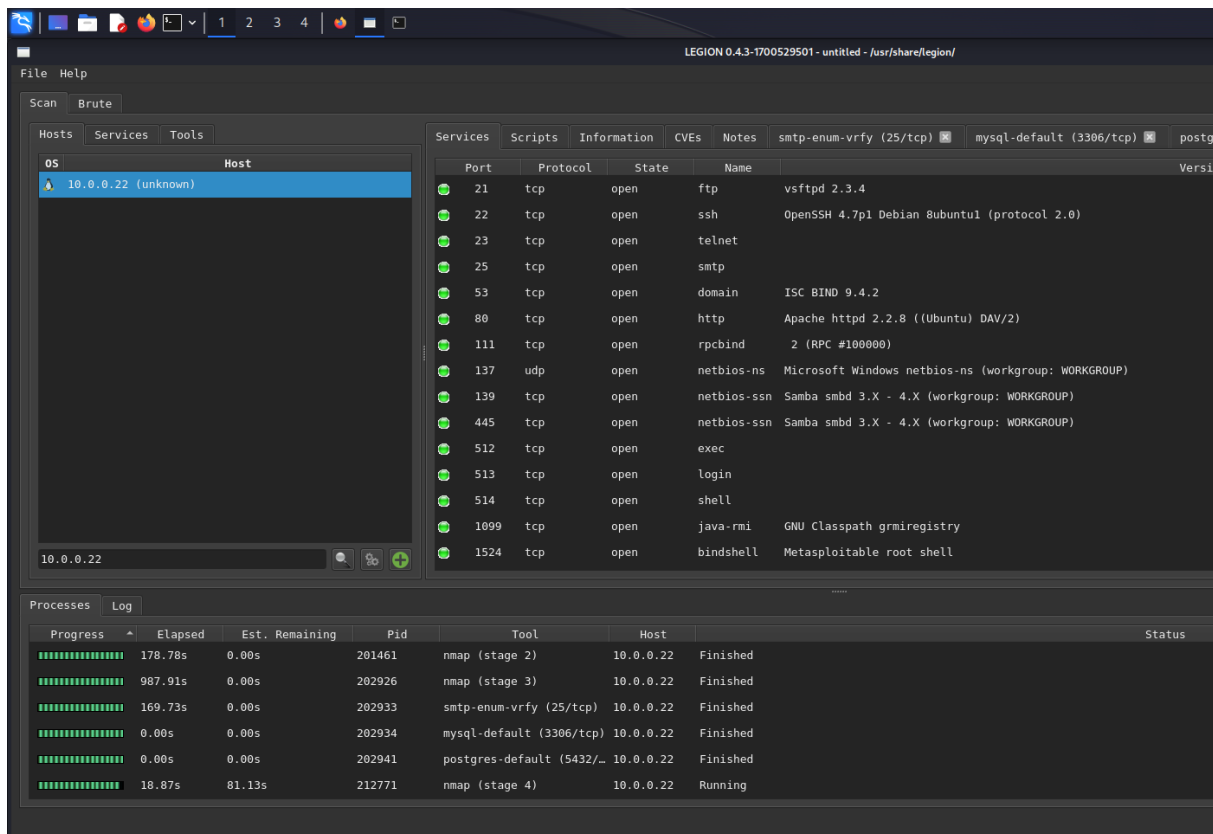 1 2 3 4
LEGION 0.4.3-1700529501 - untitled - /usr/share/legion/
File Help
Scan Brute
Hosts Services Tools
OS Host
10.0.0.22 (unknown)
10.0.0.22
Services Scripts Information CVEs Notes smtp-enum-vrfy (25/tcp) mysql-default (3306/tcp) postg
Port Protocol State Name Versi
21 tcp open ftp vsftpd 2.3.4
22 tcp open ssh OpenSSH 4.7p1 Debian 8ubuntu1 (protocol 2.0)
23 tcp open telnet
25 tcp open smtp
53 tcp open domain ISC BIND 9.4.2
80 tcp open http Apache httpd 2.2.8 ((Ubuntu) DAV/2)
111 tcp open rpcbind 2 (RPC #100000)
137 udp open netbios-ns Microsoft Windows netbios-ns (workgroup: WORKGROUP)
139 tcp open netbios-ssn Samba smbd 3.X - 4.X (workgroup: WORKGROUP)
445 tcp open netbios-ssn Samba smbd 3.X - 4.X (workgroup: WORKGROUP)
512 tcp open exec
513 tcp open login
514 tcp open shell
1099 tcp open java-rmi GNU Classpath grmiregistry
1524 tcp open bindshell Metasploitable root shell
Processes Log
Progress Elapsed Est. Remaining Pid Tool Host Status
178.78s 0.00s 201461 nmap (stage 2) 10.0.0.22 Finished
987.91s 0.00s 202926 nmap (stage 3) 10.0.0.22 Finished
169.73s 0.00s 202933 smtp-enum-vrfy (25/tcp) 10.0.0.22 Finished
0.00s 0.00s 202934 mysql-default (3306/tcp) 10.0.0.22 Finished
0.00s 0.00s 202941 postgres-default (5432/… 10.0.0.22 Finished
18.87s 81.13s 212771 nmap (stage 4) 10.0.0.22 Running